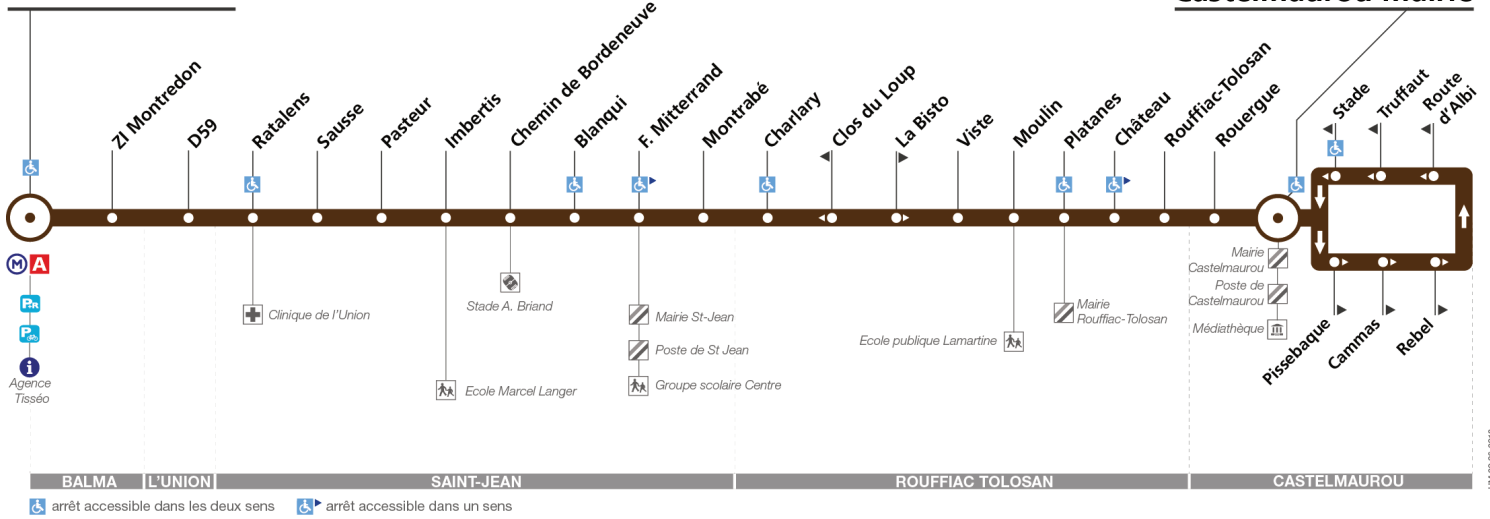 Castelmaurou Mairie
ZI Montredon
D59
Ratalens
Sausse
Pasteur
Imbertis
Chemin de Bordeneuve
Blanqui
F. Mitterrand
Montrabé
Charlary
Clos du Loup
La Bisto
Viste
Moulin
Platanes
Château
Rouffiac-Tolosan
Rouergue
Stade
Truffaut
Route
d'Albi
M A
P+R
P
i
Agence
Tisséo
Clinique de l'Union
Stade A. Briand
Ecole Marcel Langer
Mairie St-Jean
Poste de St Jean
Groupe scolaire Centre
Ecole publique Lamartine
Mairie
Rouffiac-Tolosan
Mairie
Castelmaurou
Poste de
Castelmaurou
Médiathèque
Pissebaque
Cammas
Rebel
BALMA
L'UNION
SAINT-JEAN
ROUFFIAC TOLOSAN
CASTELMAUROU
arrêt accessible dans les deux sens
arrêt accessible dans un sens